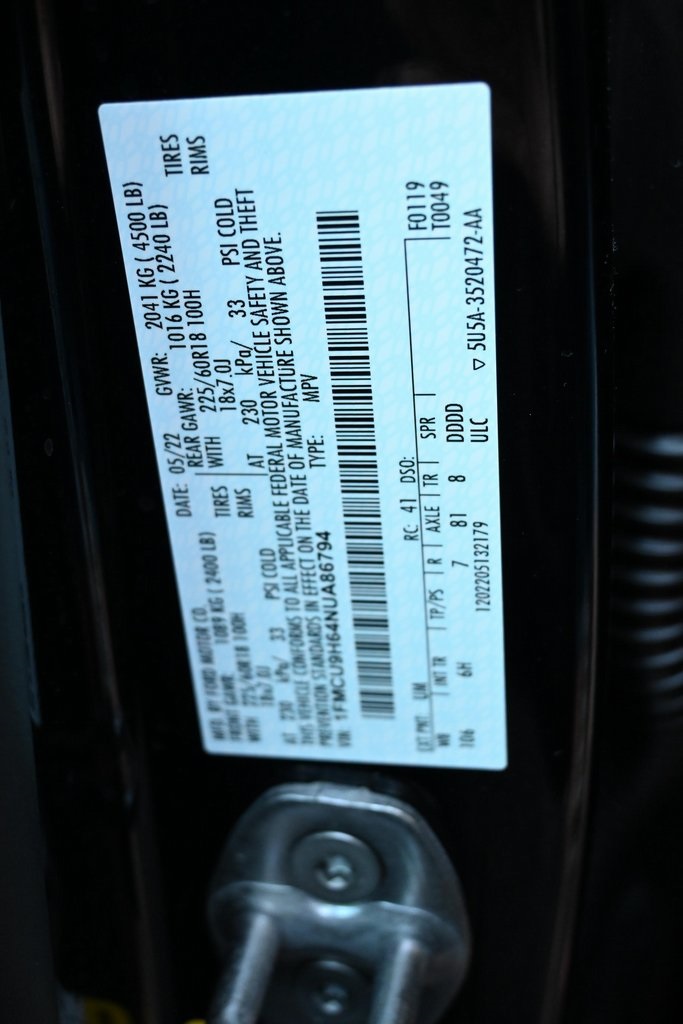 MFD. BY FORD MOTOR CO.
DATE: 05/22 GVWR: 2041 KG ( 4500 LB)
FRONT GAWR: 1089 KG ( 2400 LB) REAR GAWR: 1016 KG ( 2240 LB)
WITH 225/60R18 100H TIRES WITH 225/60R18 100H TIRES
18x7.0J RIMS 18x7.0J RIMS
AT 230 kPa/ 33 PSI COLD AT 230 kPa/ 33 PSI COLD
THIS VEHICLE CONFORMS TO ALL APPLICABLE FEDERAL MOTOR VEHICLE SAFETY AND THEFT
PREVENTION STANDARDS IN EFFECT ON THE DATE OF MANUFACTURE SHOWN ABOVE.
VIN: 1FMCU9H64NUA86794 TYPE: MPV
EXT PNT: UM RC: 41 DSO: F0119
WB INT TR TP/PS R AXLE TR SPR T0049
106 6H 7 81 8 DDDD
1202205132179 ULC ▽ 5U5A-3520472-AA